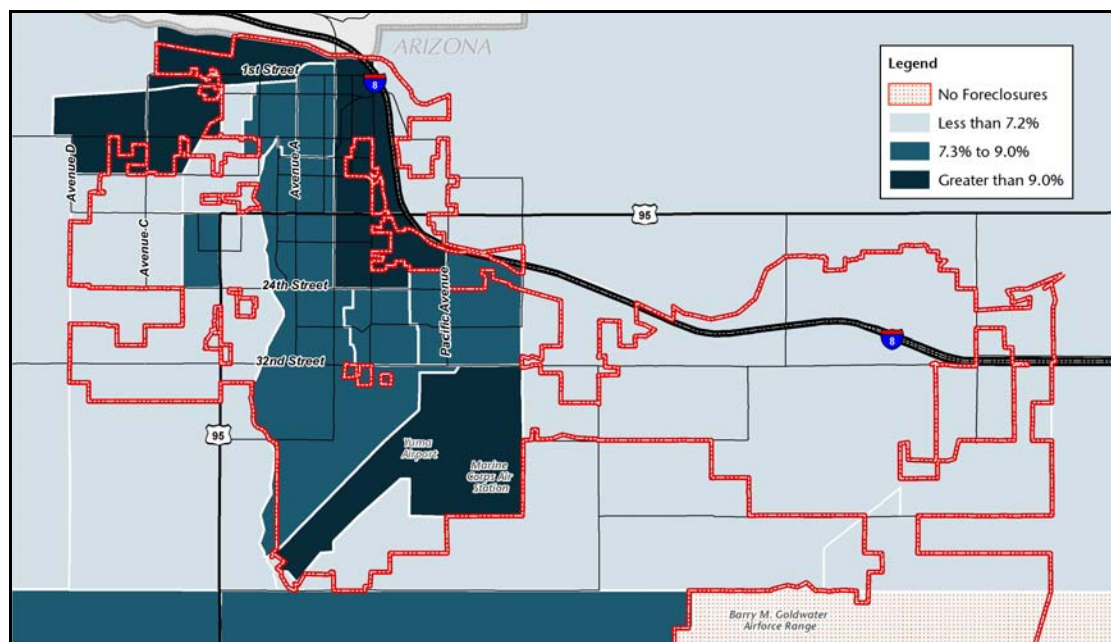 ARIZONA
1st Street
8
Legend
No Foreclosures
Less than 7.2%
7.3% to 9.0%
Greater than 9.0%
Avenue D
Avenue C
Avenue A
95
24th Street
Pacific Avenue
8
32nd Street
95
Yuma
Airport
Marine
Corps Air
Station
Barry M. Goldwater
Airforce Range